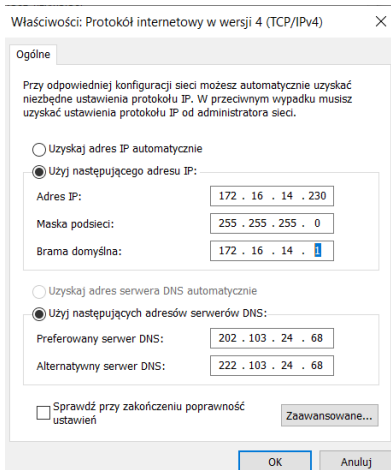 Właściwości: Protokół internetowy w wersji 4 (TCP/IPv4)
Ogólne
Przy odpowiedniej konfiguracji sieci możesz automatycznie uzyskać
niezbędne ustawienia protokołu IP. W przeciwnym wypadku musisz
uzyskać ustawienia protokołu IP od administratora sieci.
Uzyskaj adres IP automatycznie
Użyj następującego adresu IP:
Adres IP: 172 . 16 . 14 . 230
Maska podsieci: 255 . 255 . 255 . 0
Brama domyślna: 172 . 16 . 14 . 1
Uzyskaj adres serwera DNS automatycznie
Użyj następujących adresów serwerów DNS:
Preferowany serwer DNS: 202 . 103 . 24 . 68
Alternatywny serwer DNS: 222 . 103 . 24 . 68
Sprawdź przy zakończeniu poprawność
ustawień
Zaawansowane...
OK Anuluj